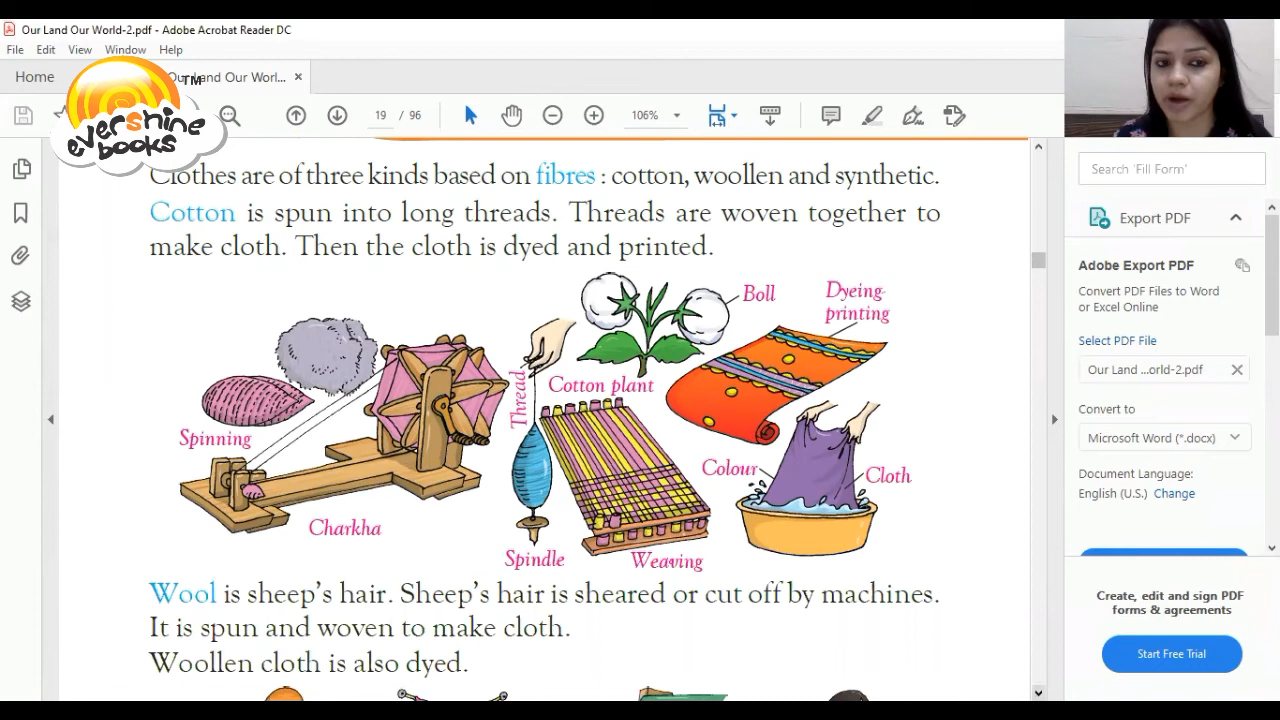 Our Land Our World-2.pdf - Adobe Acrobat Reader DC
File Edit View Window Help
Home
Our Land Our Worl... ×
evershine
books
TM
19 / 96
106%
Clothes are of three kinds based on fibres : cotton, woollen and synthetic.
Cotton is spun into long threads. Threads are woven together to
make cloth. Then the cloth is dyed and printed.
Boll
Dyeing-
printing
Thread
Cotton plant
Spinning
Colour
Cloth
Charkha
Spindle
Weaving
Wool is sheep's hair. Sheep's hair is sheared or cut off by machines.
It is spun and woven to make cloth.
Woollen cloth is also dyed.
Search 'Fill Form'
Export PDF
Adobe Export PDF
Convert PDF Files to Word
or Excel Online
Select PDF File
Our Land ...orld-2.pdf
Convert to
Microsoft Word (*.docx)
Document Language:
English (U.S.) Change
Create, edit and sign PDF
forms & agreements
Start Free Trial